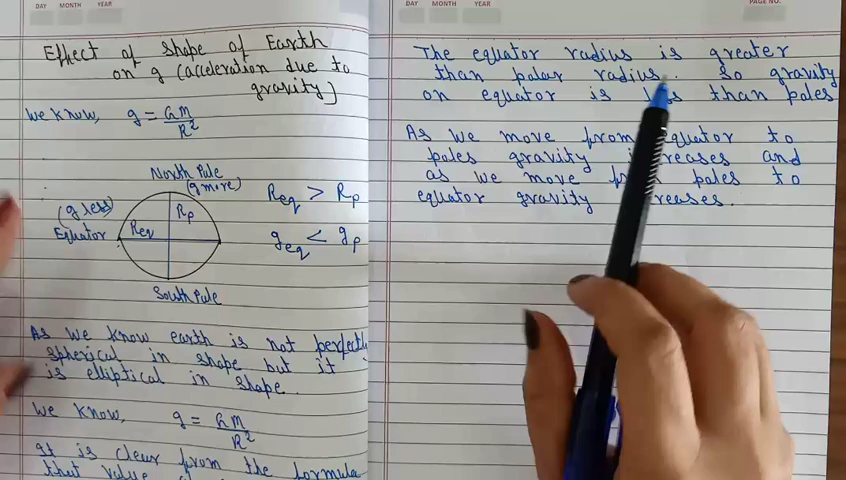 DAY MONTH YEAR
Effect of shape of Earth
on g (acceleration due to
gravity)
We know, g = GM
R²
North Pole
(g more)
(g less)
Equator
Req
Rp
South Pole
Req > Rp
geq < gp
As we know earth is not perfectly
spherical in shape but it
is elliptical in shape.
We know, g = GM
R²
It is clear from the formula
that value
DAY MONTH YEAR
PAGE NO.
The equator radius is greater
than polar radius. So gravity
on equator is less than poles
As we move from equator to
poles gravity and
as we move poles to
equator gravity